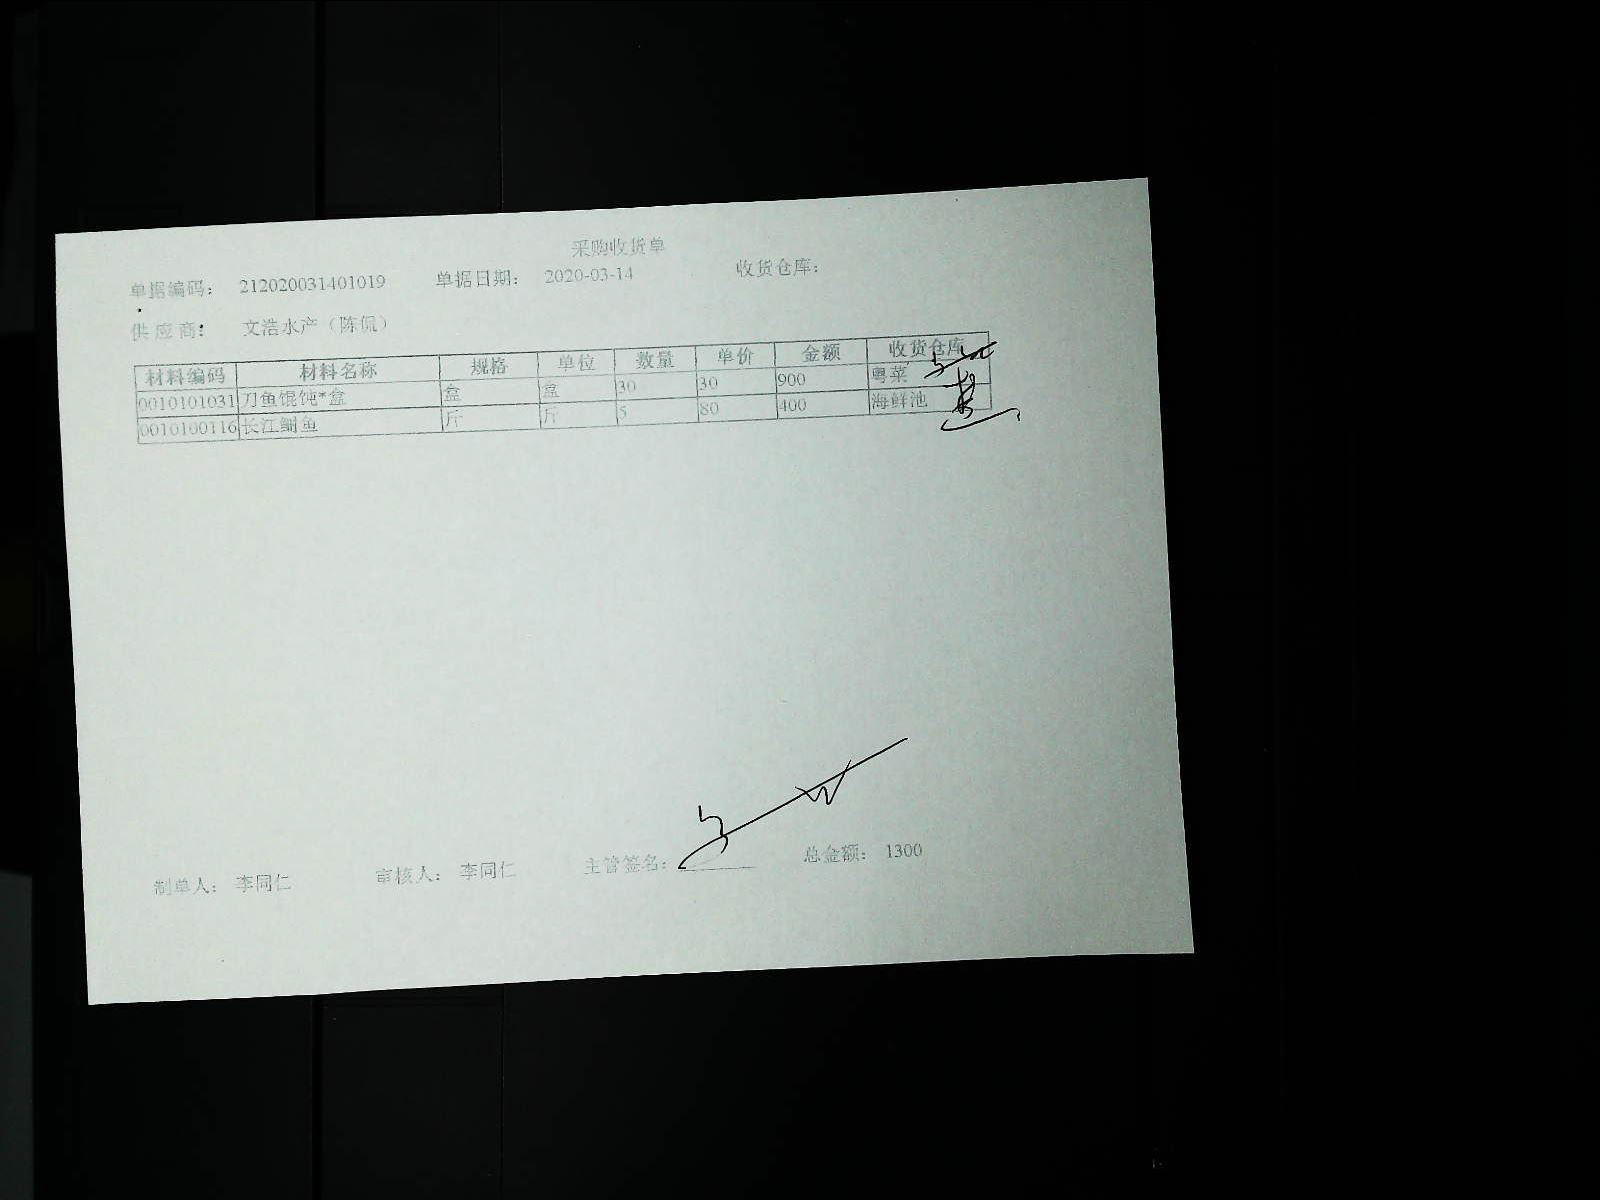 采购收货单
单据编码： 212020031401019 单据日期： 2020-03-14 收货仓库：
供应商： 文浩水产（陈侃）
材料编码 材料名称 规格 单位 数量 单价 金额 收货仓库
0010101031 刀鱼馄饨*盒 盒 盒 30 30 900 粤菜
0010100116 长江鮰鱼 斤 斤 5 80 400 海鲜池
制单人： 李同仁 审核人： 李同仁 主管签名： 总金额： 1300